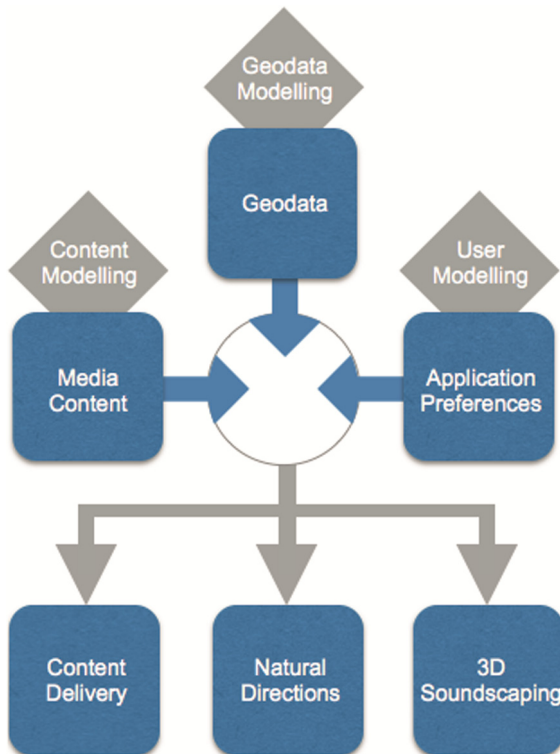 Geodata
Modelling
Geodata
Content
Modelling
User
Modelling
Media
Content
Application
Preferences
Content
Delivery
Natural
Directions
3D
Soundscaping